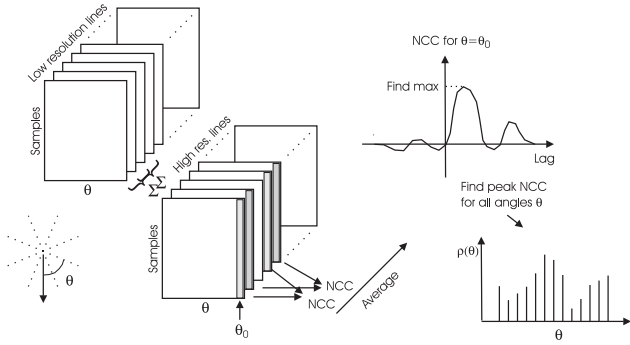 Low resolution lines
Samples
θ
Σ
Σ
High res. lines
Samples
θ
θ₀
NCC
NCC
Average
θ
NCC for θ=θ₀
Find max
Lag
Find peak NCC
for all angles θ
ρ(θ)
θ